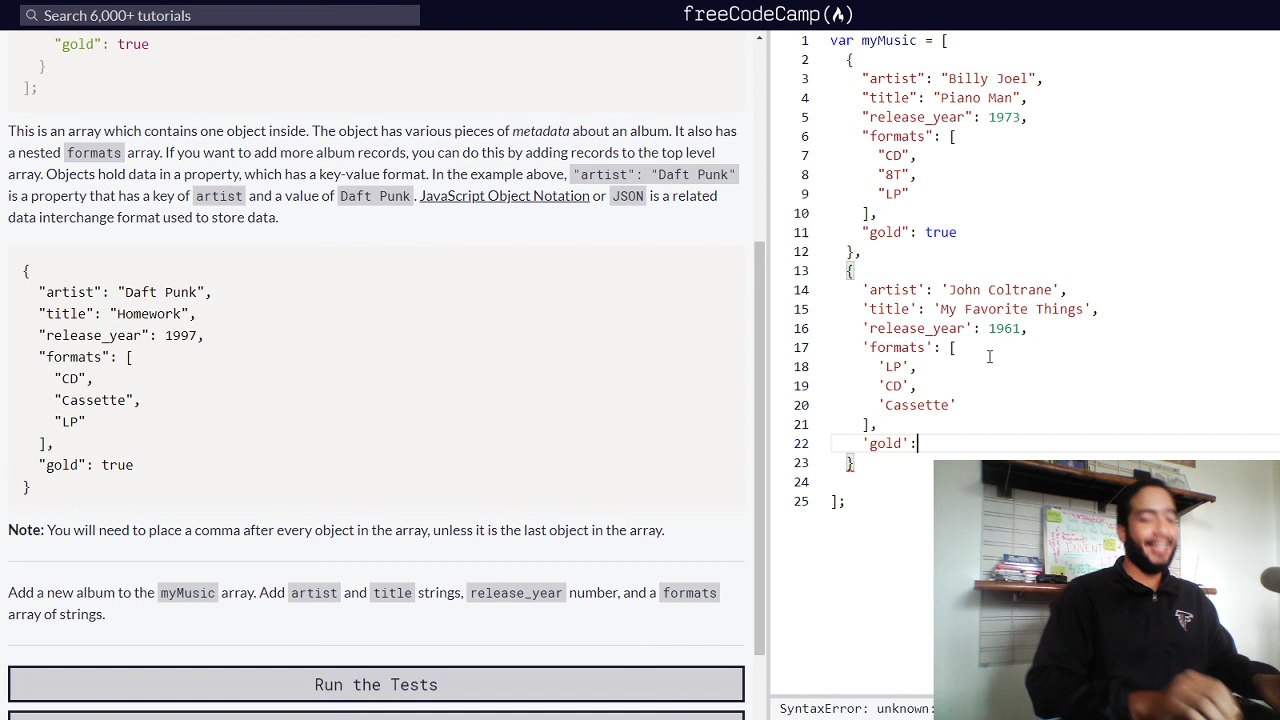 Search 6,000+ tutorials
freeCodeCamp
"gold": true
}
];
This is an array which contains one object inside. The object has various pieces of metadata about an album. It also has
a nested formats array. If you want to add more album records, you can do this by adding records to the top level
array. Objects hold data in a property, which has a key-value format. In the example above, "artist": "Daft Punk"
is a property that has a key of artist and a value of Daft Punk. JavaScript Object Notation or JSON is a related
data interchange format used to store data.
{
"artist": "Daft Punk",
"title": "Homework",
"release_year": 1997,
"formats": [
"CD",
"Cassette",
"LP"
],
"gold": true
}
Note: You will need to place a comma after every object in the array, unless it is the last object in the array.
Add a new album to the myMusic array. Add artist and title strings, release_year number, and a formats
array of strings.
Run the Tests
1 var myMusic = [
2 {
3 "artist": "Billy Joel",
4 "title": "Piano Man",
5 "release_year": 1973,
6 "formats": [
7 "CD",
8 "8T",
9 "LP"
10 ],
11 "gold": true
12 },
13 {
14 'artist': 'John Coltrane',
15 'title': 'My Favorite Things',
16 'release_year': 1961,
17 'formats': [
18 'LP',
19 'CD',
20 'Cassette'
21 ],
22 'gold':
23 }
24
25 ];
SyntaxError: unknown:
INVENT